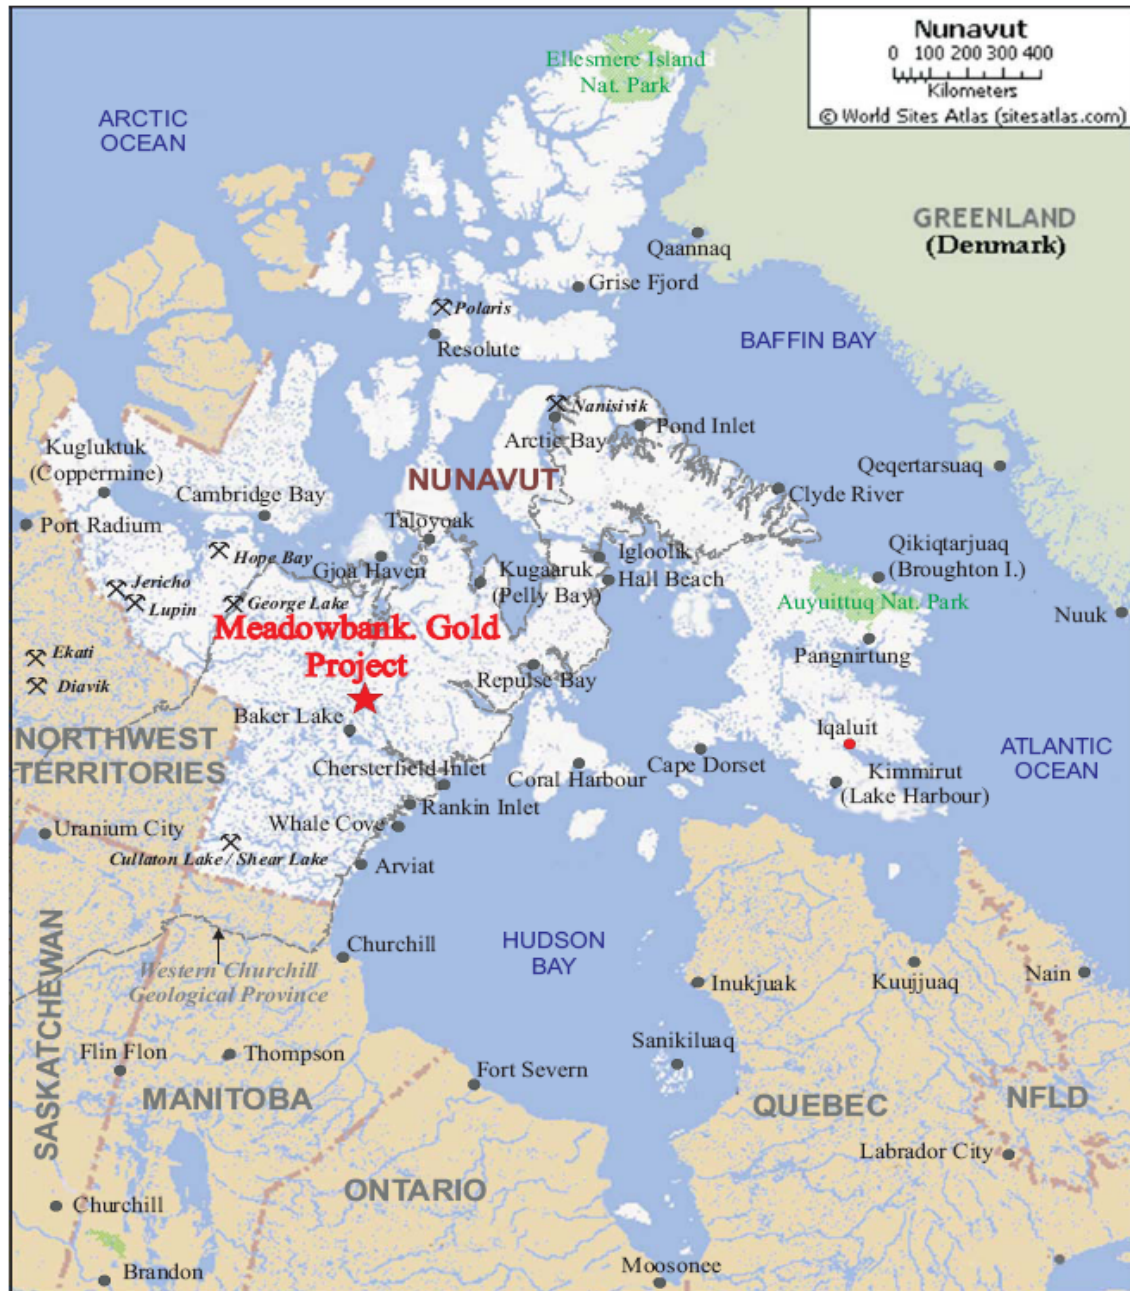 Nunavut
0 100 200 300 400
Kilometers
© World Sites Atlas (sitesatlas.com)
Ellesmere Island
Nat. Park
ARCTIC
OCEAN
GREENLAND
(Denmark)
Qaannaq
Grise Fjord
Polaris
Resolute
BAFFIN BAY
Nanisivik
Arctic Bay
Pond Inlet
Kugluktuk
(Coppermine)
Qeqertarsuaq
NUNAVUT
Clyde River
Cambridge Bay
Port Radium
Taloyoak
Qikiqtarjuaq
(Broughton I.)
Hope Bay
Gjoa Haven
Igloolik
Kugaaruk
(Pelly Bay)
Hall Beach
Jericho
Lupin
George Lake
Auyuittuq Nat. Park
Nuuk
Meadowbank. Gold
Project
Ekati
Diavik
Pangnirtung
Repulse Bay
Baker Lake
Iqaluit
NORTHWEST
TERRITORIES
ATLANTIC
OCEAN
Chersterfield Inlet
Coral Harbour
Cape Dorset
Kimmirut
(Lake Harbour)
Rankin Inlet
Whale Cove
Uranium City
Cullaton Lake / Shear Lake
Arviat
SASKATCHEWAN
Churchill
HUDSON
BAY
Western Churchill
Geological Province
Inukjuak
Kuujjuaq
Nain
Sanikiluaq
Flin Flon
Thompson
Fort Severn
MANITOBA
QUEBEC
NFLD
Labrador City
ONTARIO
Churchill
Moosonee
Brandon